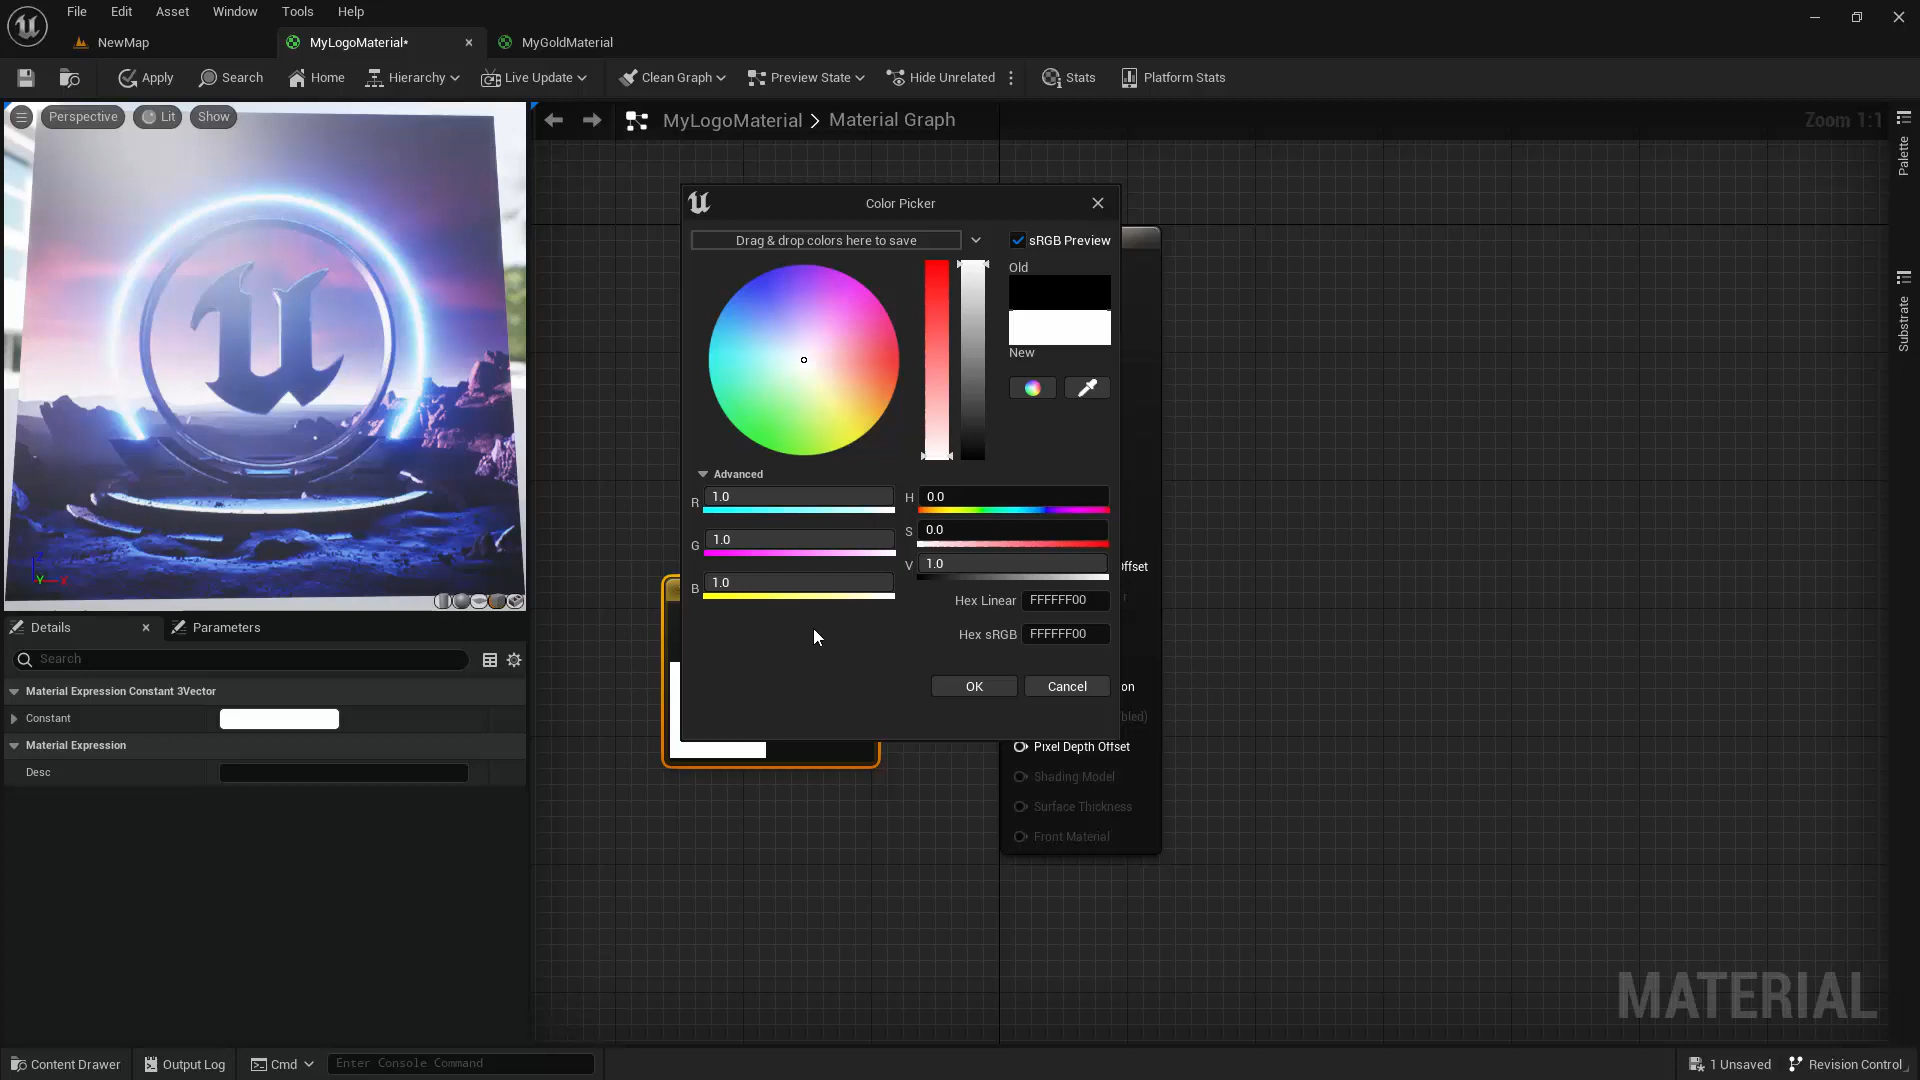 File Edit Asset Window Tools Help
NewMap MyLogoMaterial* MyGoldMaterial
Apply Search Home Hierarchy Live Update Clean Graph Preview State Hide Unrelated Stats Platform Stats
Perspective Lit Show
MyLogoMaterial > Material Graph
Zoom 1:1
Palette
Substrate
Color Picker
Drag & drop colors here to save
sRGB Preview
Old
New
Advanced
R 1.0
H 0.0
G 1.0
S 0.0
B 1.0
V 1.0
Hex Linear FFFFFF00
Hex sRGB FFFFFF00
OK Cancel
Offset
r
on
bled)
Pixel Depth Offset
Shading Model
Surface Thickness
Front Material
Z
Y X
Details Parameters
Search
Material Expression Constant 3Vector
Constant
Material Expression
Desc
MATERIAL
Content Drawer Output Log Cmd Enter Console Command 1 Unsaved Revision Control